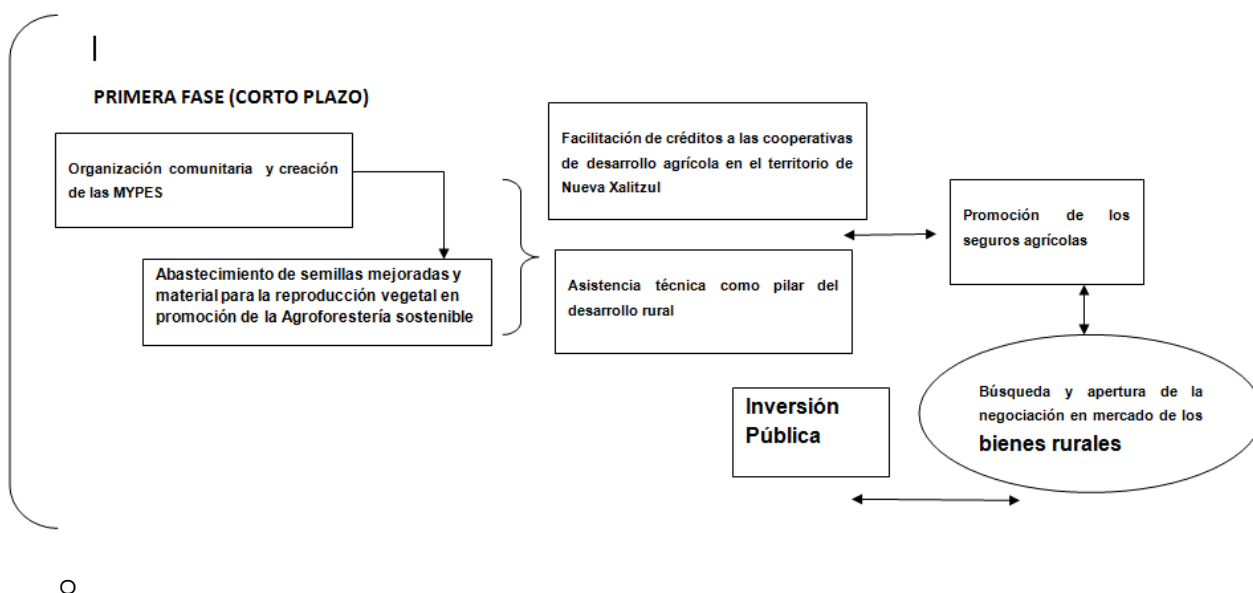 |
PRIMERA FASE (CORTO PLAZO)
Organización comunitaria y creación
de las MYPES
Abastecimiento de semillas mejoradas y
material para la reproducción vegetal en
promoción de la Agroforestería sostenible
Facilitación de créditos a las cooperativas
de desarrollo agrícola en el territorio de
Nueva Xalitzul
Asistencia técnica como pilar del
desarrollo rural
Promoción de los
seguros agrícolas
Inversión
Pública
Búsqueda y apertura de la
negociación en mercado de los
bienes rurales
O